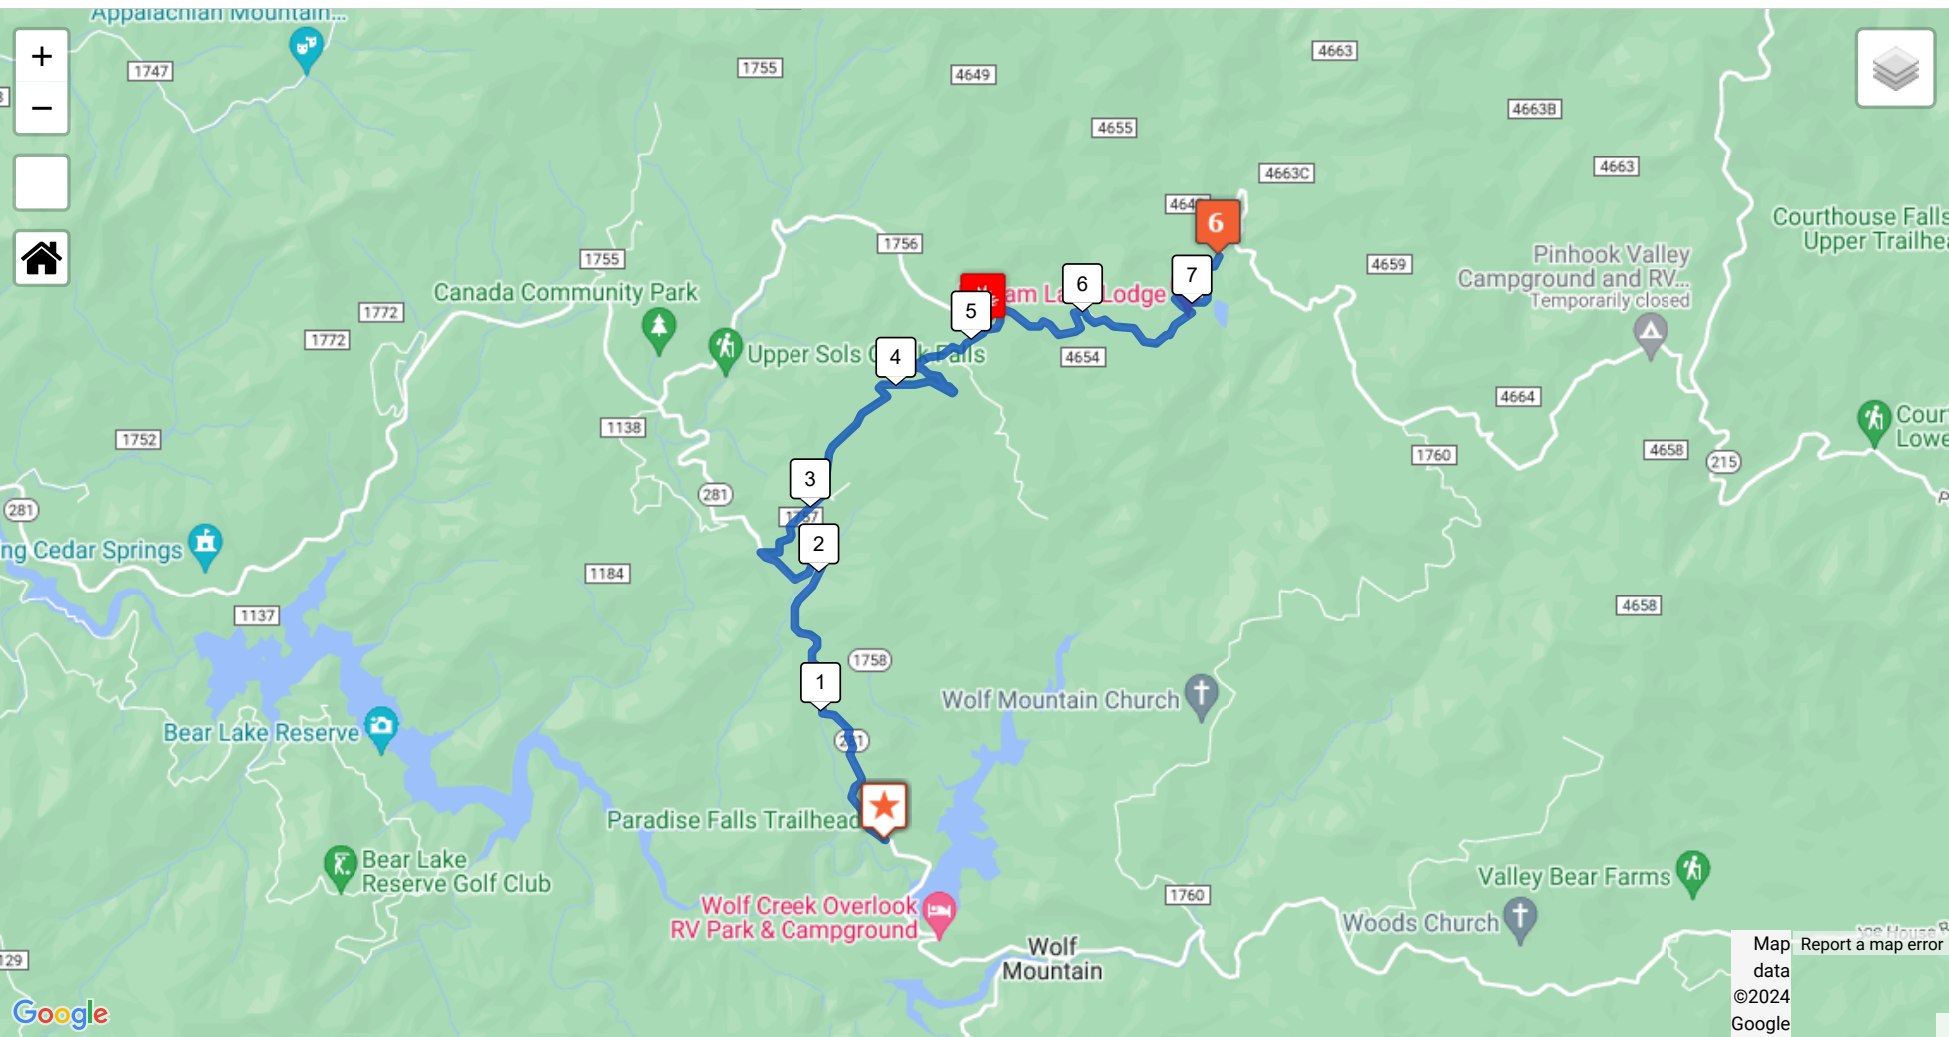 Appalachian Mountain...
+
−
1747
1755
4649
4663
4663B
4655
4663
4663C
6
Courthouse Falls
Upper Trailhe
1756
1755
Canada Community Park
1772
1772
7
6
5
4
Lodge
4659
Pinhook Valley
Campground and RV...
Temporarily closed
Upper Sols
Falls
4654
4664
1138
1752
1760
4658
215
Lowe
281
281
3
2
ng Cedar Springs
1184
1137
4658
1758
1
Wolf Mountain Church
Bear Lake Reserve
Paradise Falls Trailhead
Bear Lake
Reserve Golf Club
Valley Bear Farms
1760
Wolf Creek Overlook
RV Park & Campground
Woods Church
Wolf
Mountain
129
Google
Map
data
©2024
Google
Report a map error